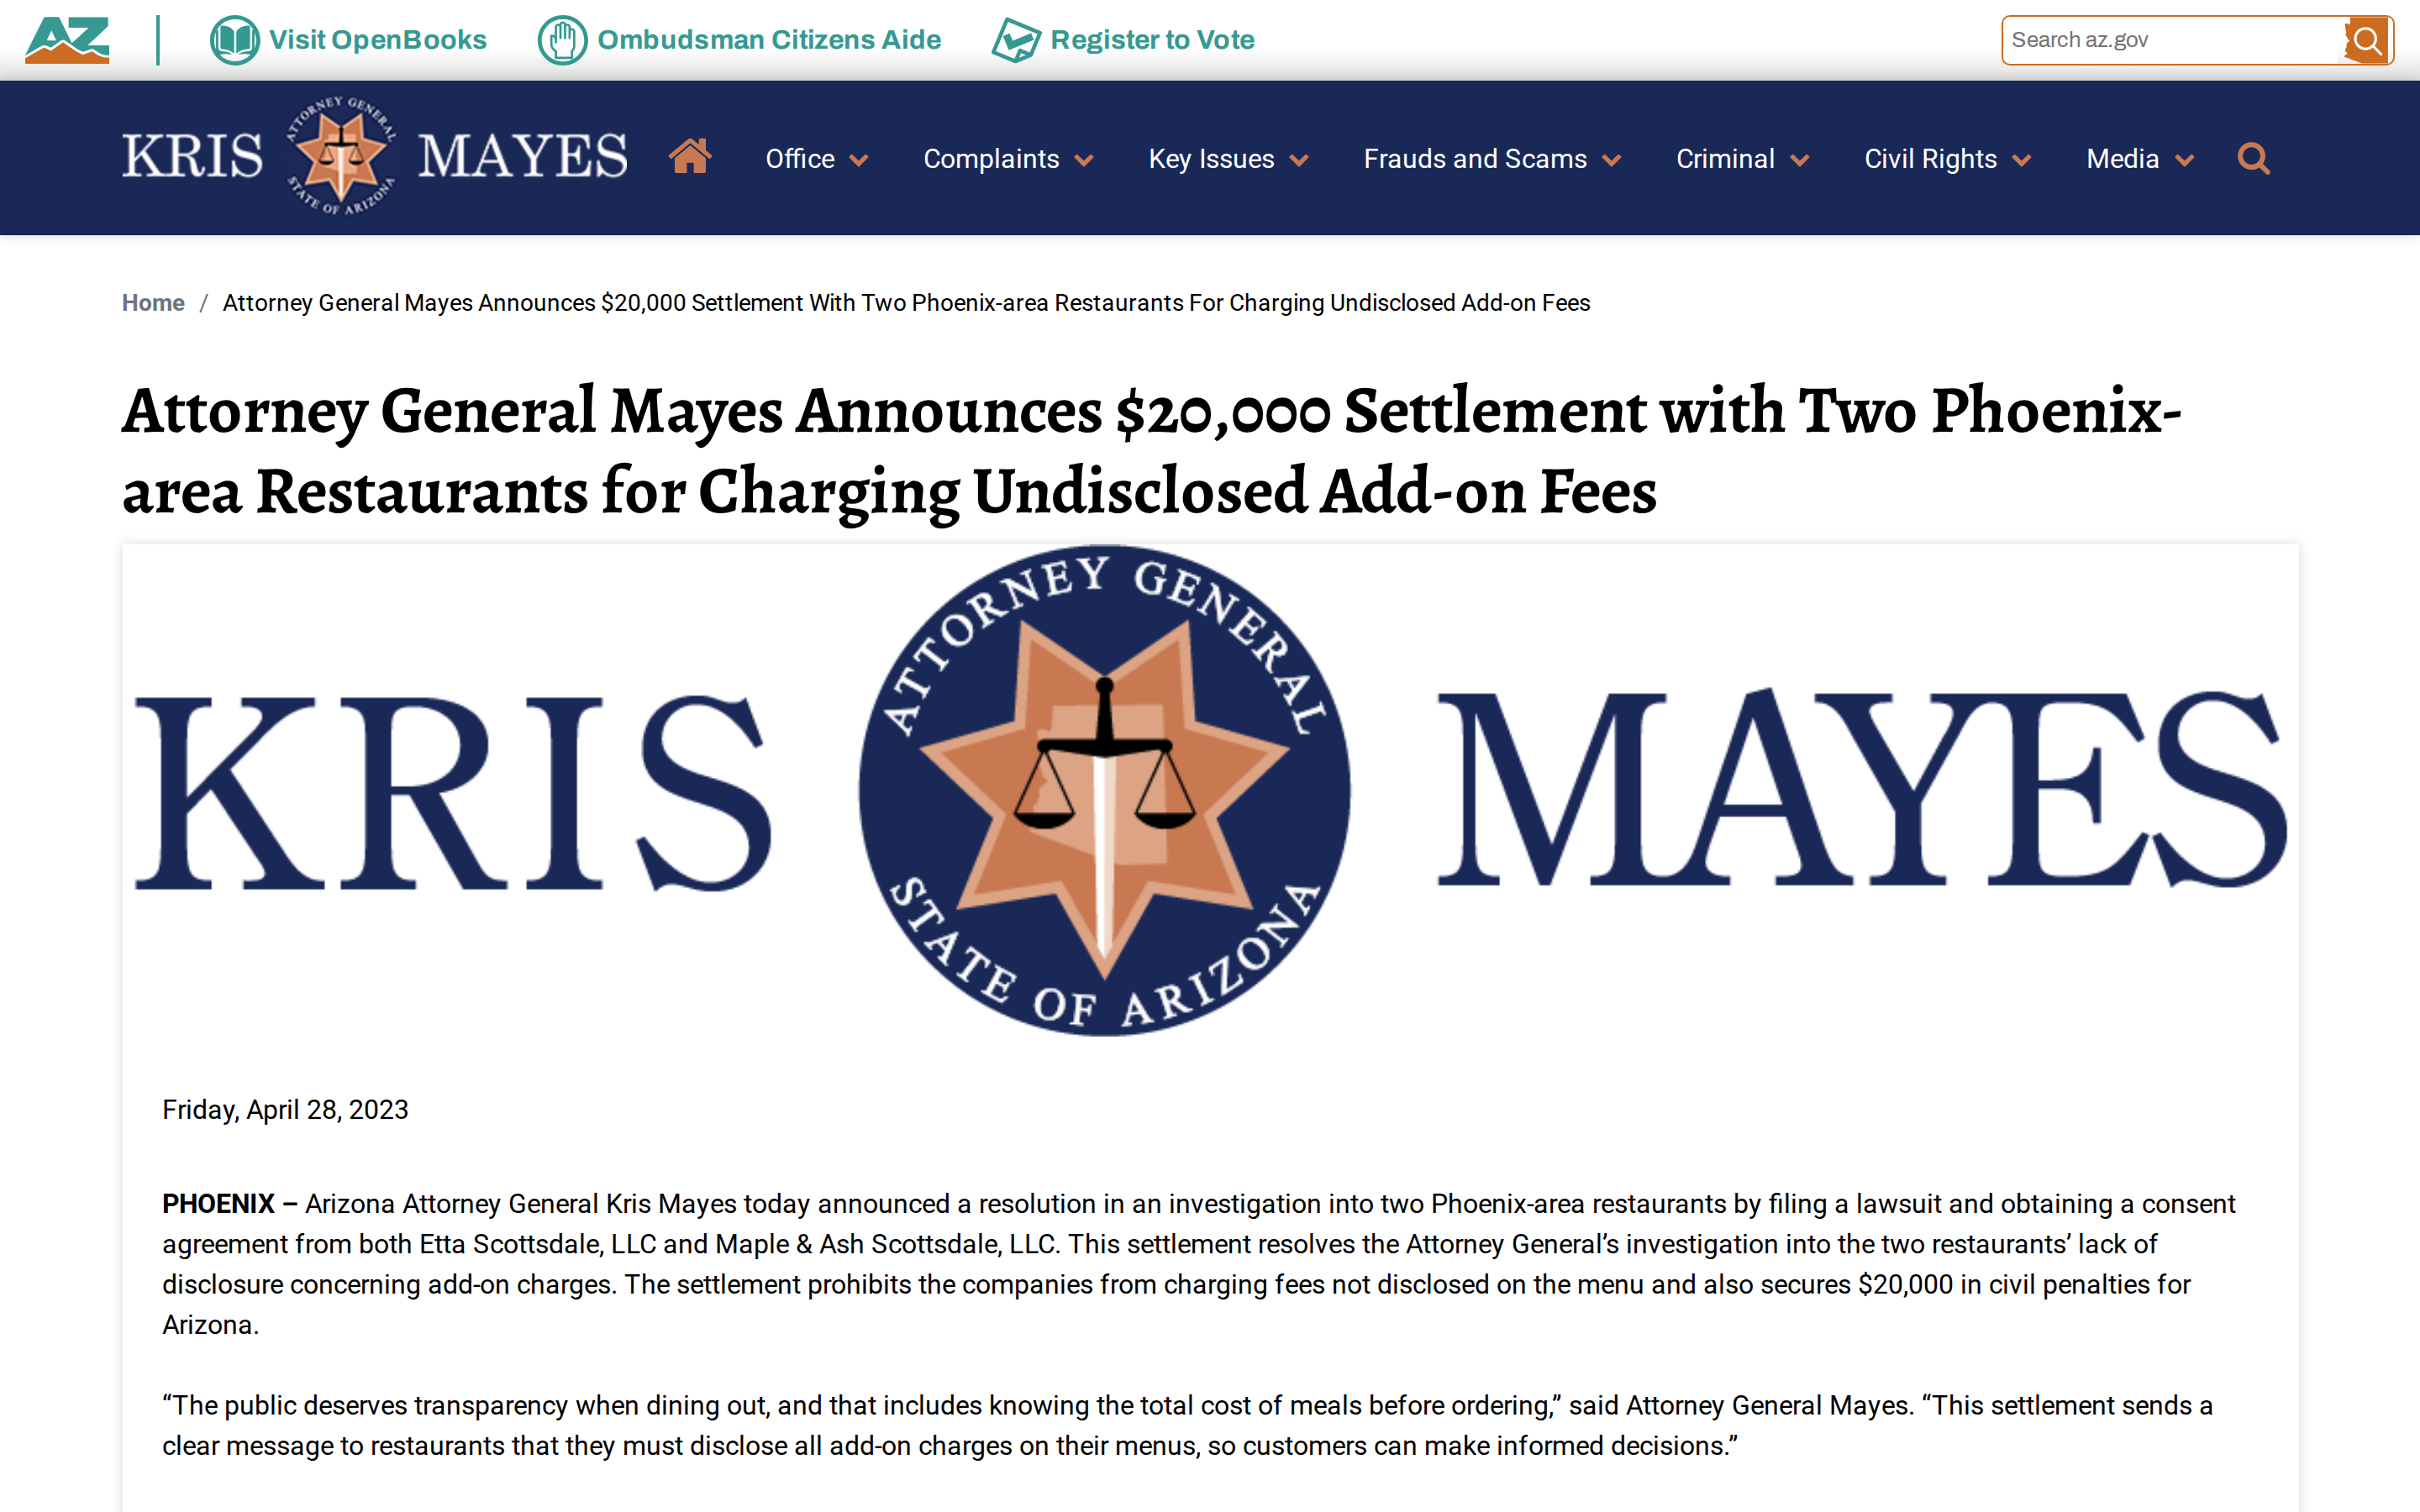 AZ
Visit OpenBooks
Ombudsman Citizens Aide
Register to Vote
Search az.gov
KRIS
ATTORNEY GENERAL
STATE OF ARIZONA
MAYES
Office
Complaints
Key Issues
Frauds and Scams
Criminal
Civil Rights
Media
Home / Attorney General Mayes Announces $20,000 Settlement With Two Phoenix-area Restaurants For Charging Undisclosed Add-on Fees
Attorney General Mayes Announces $20,000 Settlement with Two Phoenix-
area Restaurants for Charging Undisclosed Add-on Fees
KRIS
ATTORNEY GENERAL
STATE OF ARIZONA
MAYES
Friday, April 28, 2023
PHOENIX – Arizona Attorney General Kris Mayes today announced a resolution in an investigation into two Phoenix-area restaurants by filing a lawsuit and obtaining a consent
agreement from both Etta Scottsdale, LLC and Maple & Ash Scottsdale, LLC. This settlement resolves the Attorney General’s investigation into the two restaurants’ lack of
disclosure concerning add-on charges. The settlement prohibits the companies from charging fees not disclosed on the menu and also secures $20,000 in civil penalties for
Arizona.
“The public deserves transparency when dining out, and that includes knowing the total cost of meals before ordering,” said Attorney General Mayes. “This settlement sends a
clear message to restaurants that they must disclose all add-on charges on their menus, so customers can make informed decisions.”